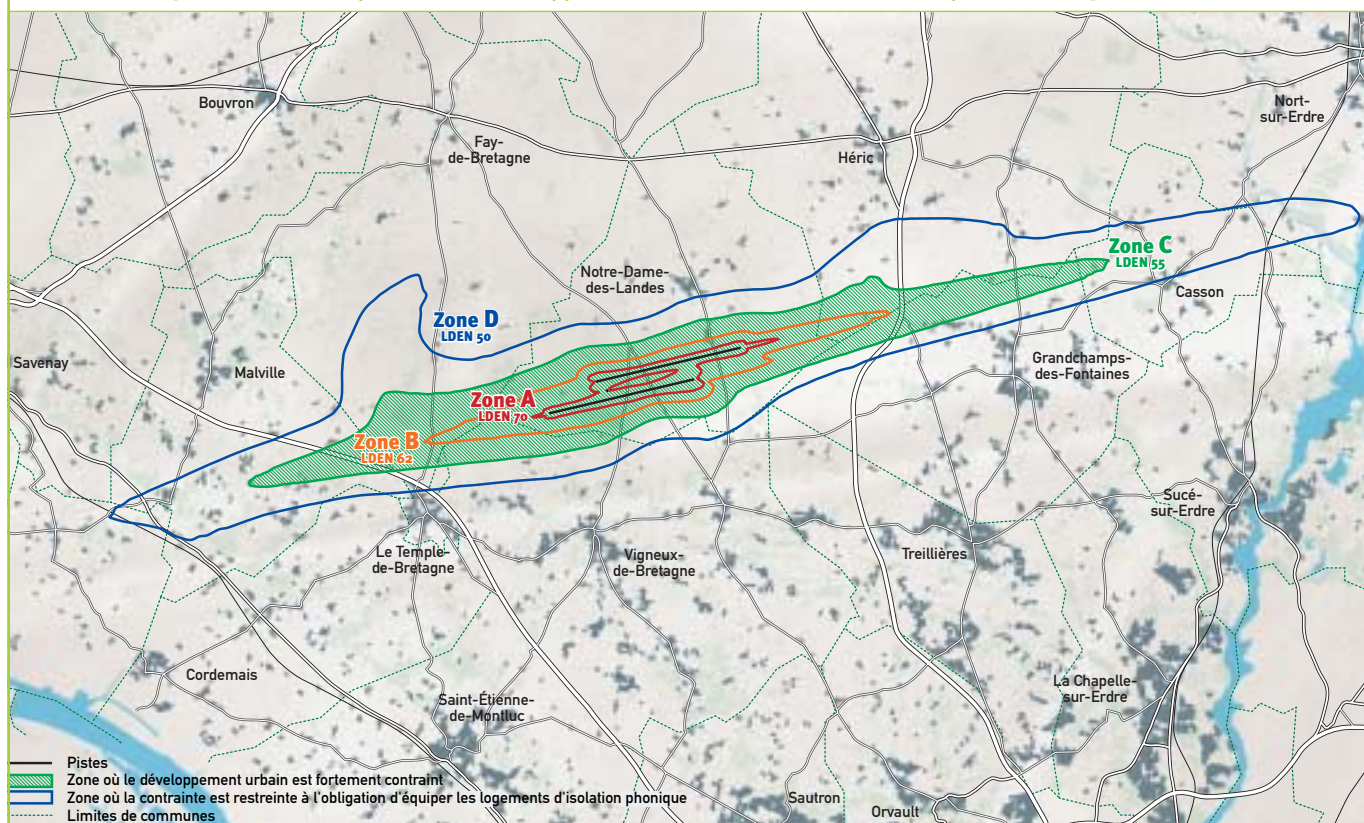 Bouvron
Nort-
sur-Erdre
Fay-
de-Bretagne
Héric
Zone C
LDEN 55
Notre-Dame-
des-Landes
Casson
Zone D
LDEN 50
Savenay
Malville
Grandchamps-
des-Fontaines
Zone A
LDEN 70
Zone B
LDEN 62
Sucé-
sur-Erdre
Le Temple-
de-Bretagne
Vigneux-
de-Bretagne
Treillières
Cordemais
La Chapelle-
sur-Erdre
Saint-Étienne-
de-Montluc
Sautron
Orvault
Pistes
Zone où le développement urbain est fortement contraint
Zone où la contrainte est restreinte à l'obligation d'équiper les logements d'isolation phonique
Limites de communes